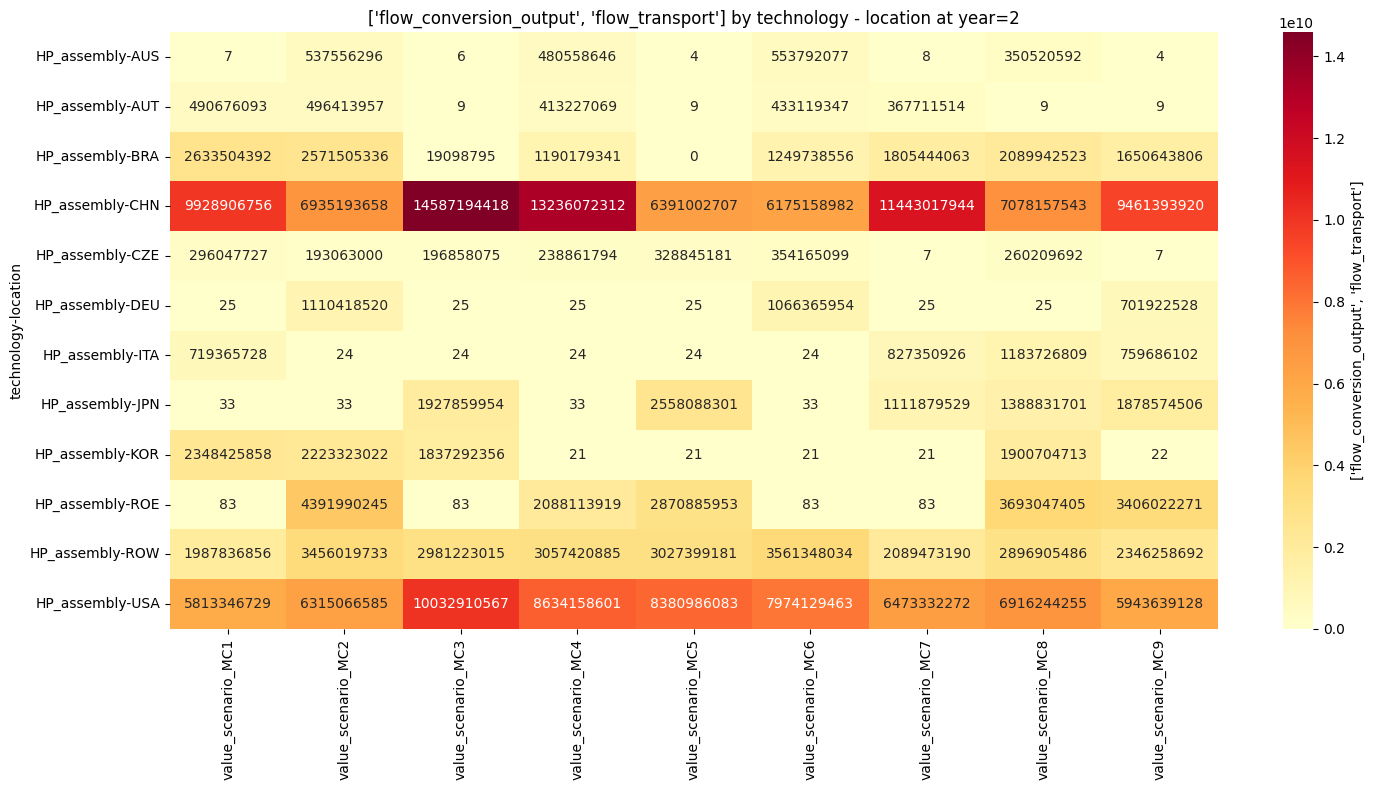 ['flow_conversion_output', 'flow_transport'] by technology - location at year=2
1e10
HP_assembly-AUS 7 537556296 6 480558646 4 553792077 8 350520592 4
HP_assembly-AUT 490676093 496413957 9 413227069 9 433119347 367711514 9 9
HP_assembly-BRA 2633504392 2571505336 19098795 1190179341 0 1249738556 1805444063 2089942523 1650643806
HP_assembly-CHN 9928906756 6935193658 14587194418 13236072312 6391002707 6175158982 11443017944 7078157543 9461393920
HP_assembly-CZE 296047727 193063000 196858075 238861794 328845181 354165099 7 260209692 7
HP_assembly-DEU 25 1110418520 25 25 25 1066365954 25 25 701922528
HP_assembly-ITA 719365728 24 24 24 24 24 827350926 1183726809 759686102
HP_assembly-JPN 33 33 1927859954 33 2558088301 33 1111879529 1388831701 1878574506
HP_assembly-KOR 2348425858 2223323022 1837292356 21 21 21 21 1900704713 22
HP_assembly-ROE 83 4391990245 83 2088113919 2870885953 83 83 3693047405 3406022271
HP_assembly-ROW 1987836856 3456019733 2981223015 3057420885 3027399181 3561348034 2089473190 2896905486 2346258692
HP_assembly-USA 5813346729 6315066585 10032910567 8634158601 8380986083 7974129463 6473332272 6916244255 5943639128
technology-location
value_scenario_MC1
value_scenario_MC2
value_scenario_MC3
value_scenario_MC4
value_scenario_MC5
value_scenario_MC6
value_scenario_MC7
value_scenario_MC8
value_scenario_MC9
1.4
1.2
1.0
0.8
0.6
0.4
0.2
0.0
['flow_conversion_output', 'flow_transport']